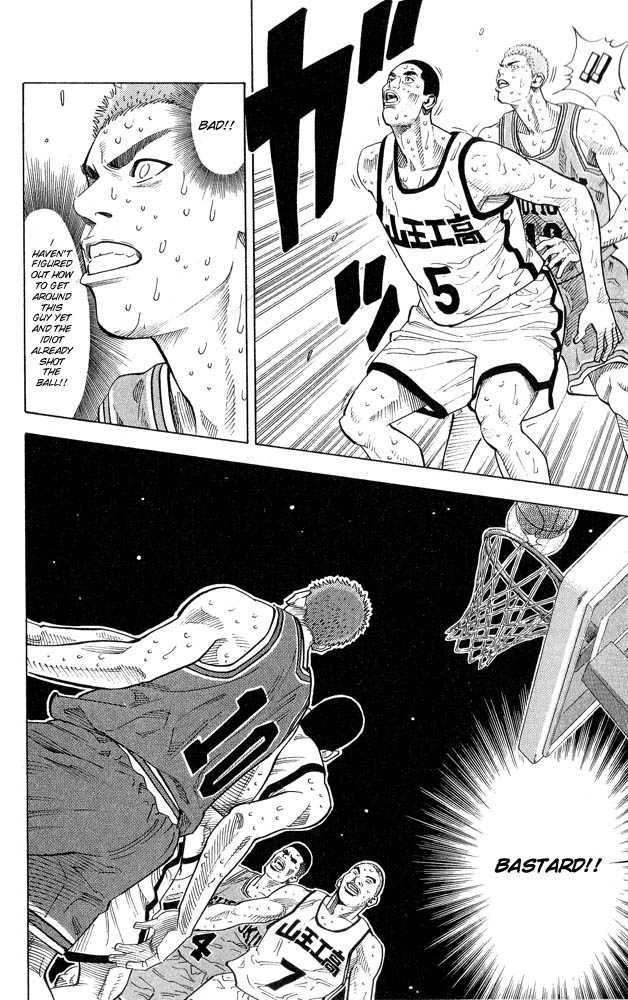 !!
ガッ
山王工高
5
10
BAD!!
I
HAVEN'T
FIGURED
OUT HOW
TO GET
AROUND
THIS
GUY YET
AND THE
IDIOT
ALREADY
SHOT
THE
BALL!!
10
4
山王工高
7
BASTARD!!